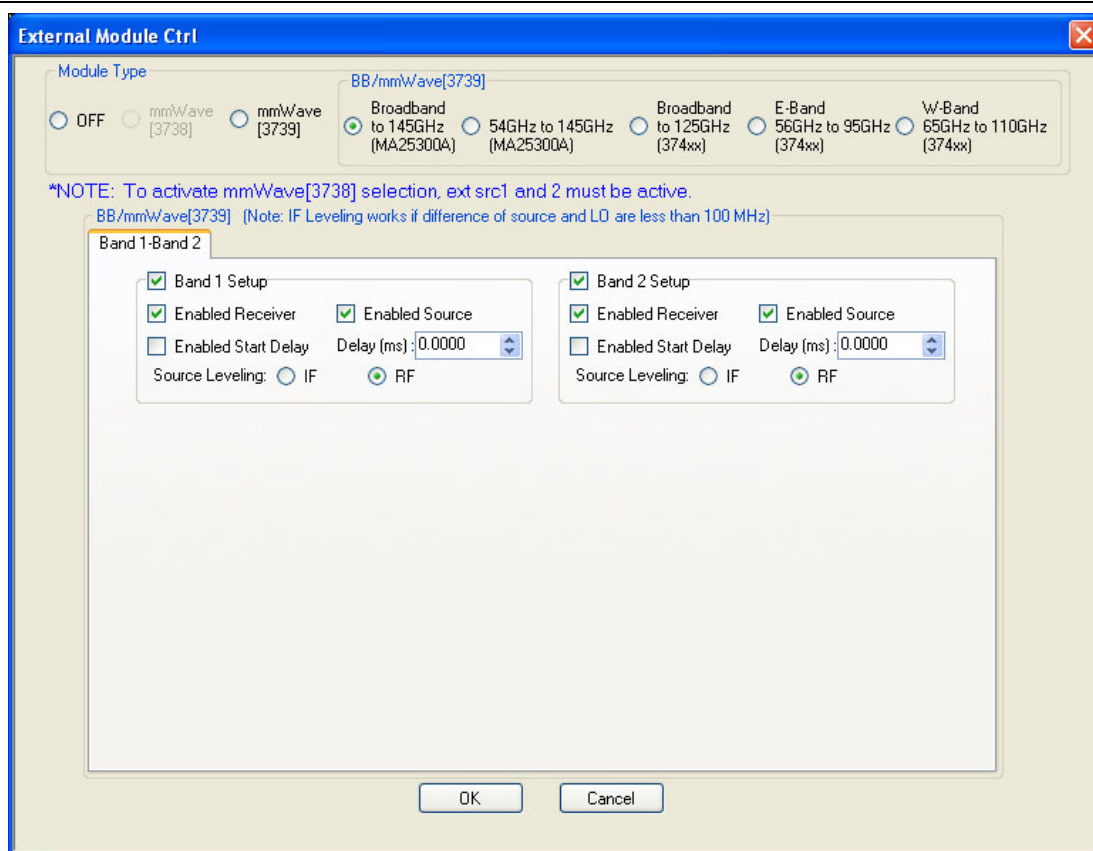 External Module Ctrl
Module Type
OFF
mmWave
[3738]
mmWave
[3739]
BB/mmWave[3739]
Broadband
to 145GHz
(MA25300A)
54GHz to 145GHz
(MA25300A)
Broadband
to 125GHz
(374xx)
E-Band
56GHz to 95GHz
(374xx)
W-Band
65GHz to 110GHz
(374xx)
*NOTE: To activate mmWave[3738] selection, ext src1 and 2 must be active.
BB/mmWave[3739] (Note: IF Leveling works if difference of source and LO are less than 100 MHz)
Band 1-Band 2
Band 1 Setup
Enabled Receiver
Enabled Source
Enabled Start Delay
Delay (ms) : 0.0000
Source Leveling: IF RF
Band 2 Setup
Enabled Receiver
Enabled Source
Enabled Start Delay
Delay (ms) : 0.0000
Source Leveling: IF RF
OK
Cancel